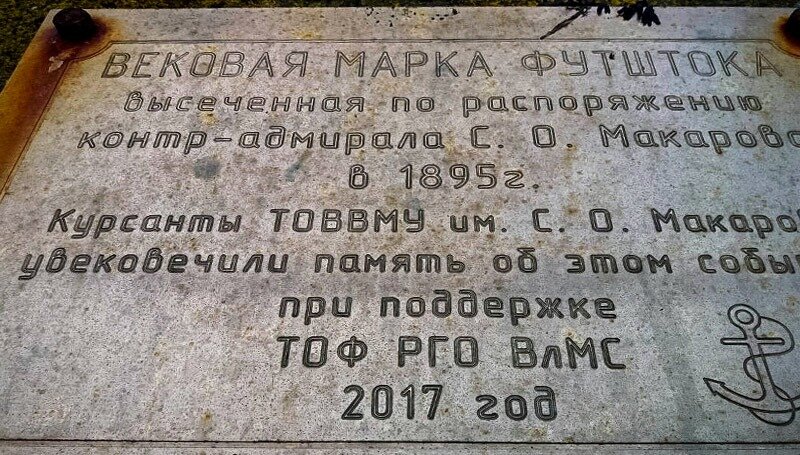 ВЕКОВАЯ МАРКА ФУТШТОКА
высеченная по распоряжению
контр-адмирала С. О. Макарова
в 1895г.
Курсанты ТОВВМУ им. С. О. Макаро
увековечили память об этом собы
при поддержке
ТОФ РГО ВлМС
2017 год